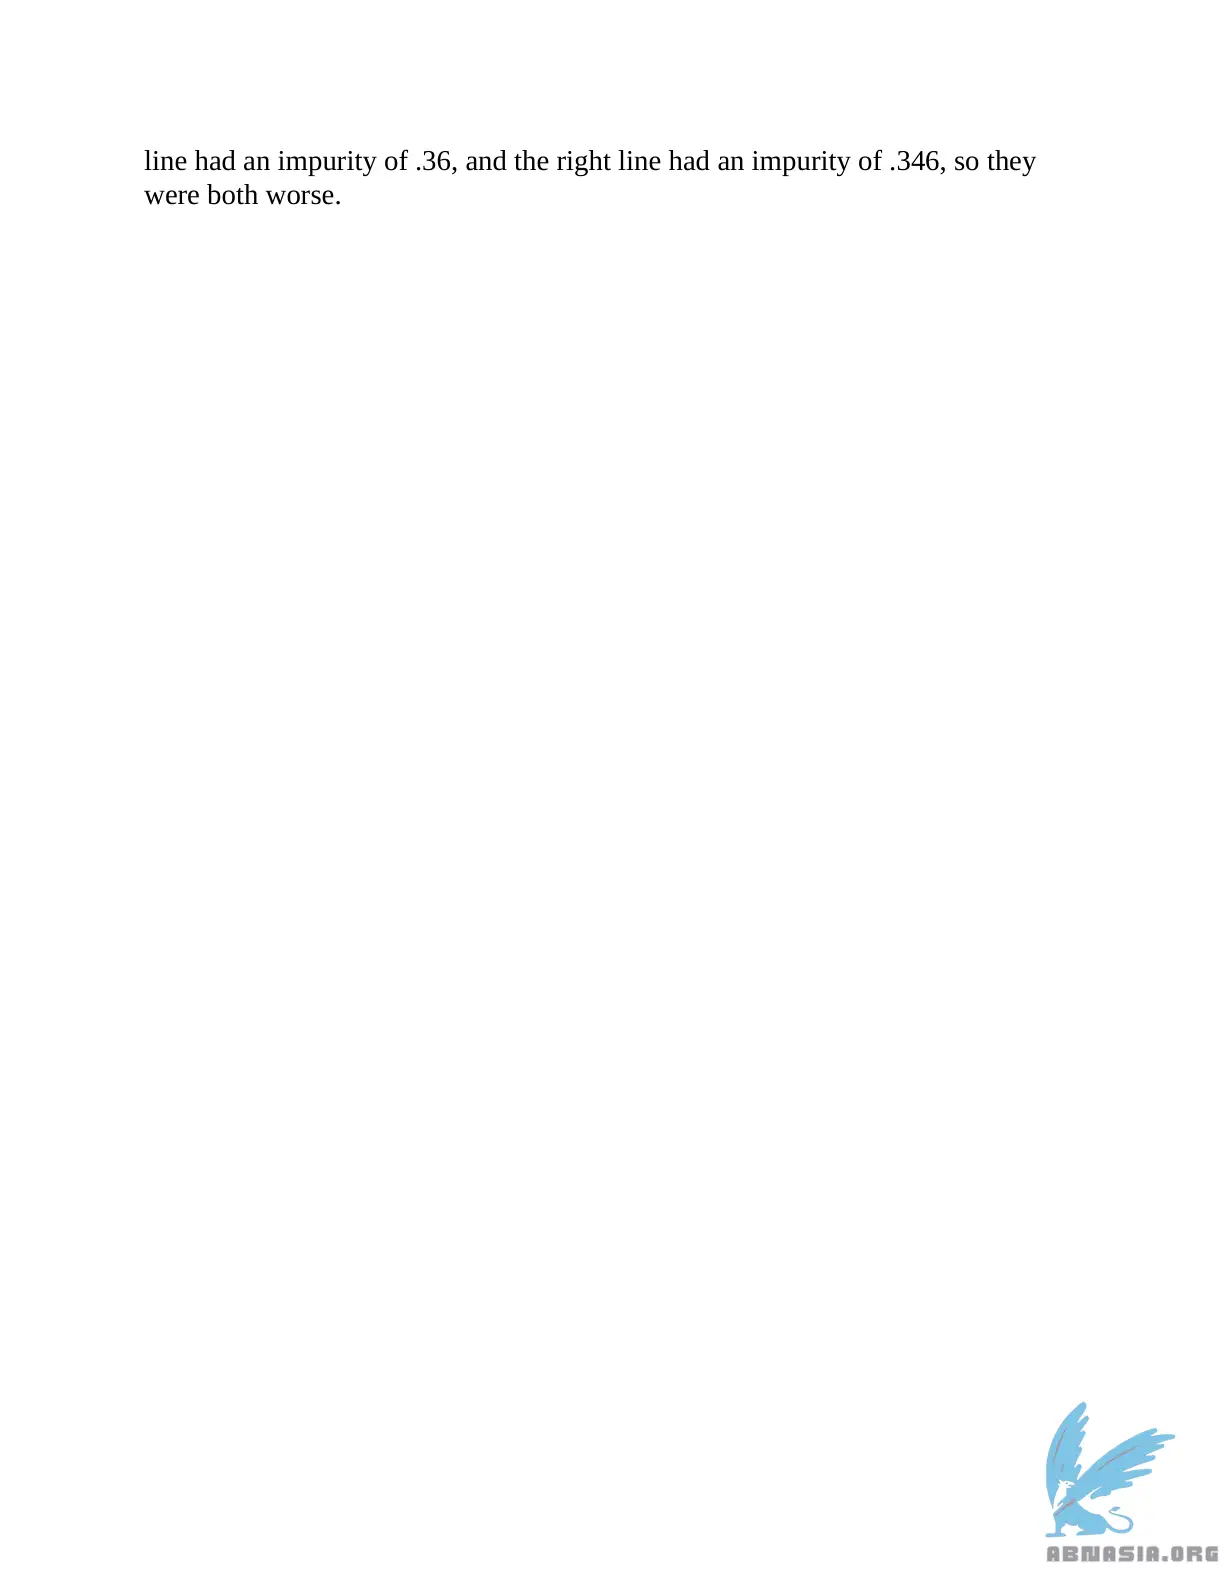 line had an impurity of .36, and the right line had an impurity of .346, so they
were both worse.
ABNASIA.ORG